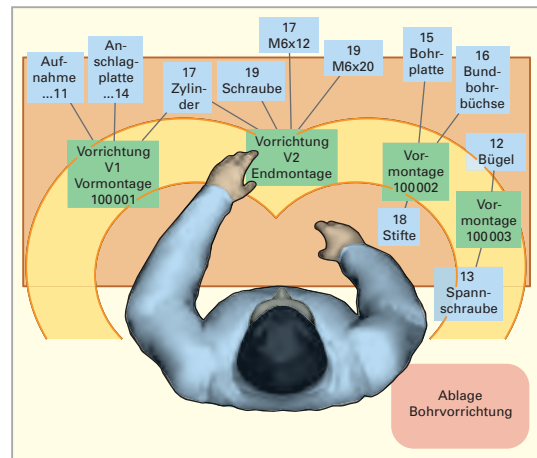 Auf-
nahme
...11
An-
schlag-
platte
...14
17
Zylin-
der
19
Schraube
17
M6x12
19
M6x20
15
Bohr-
platte
16
Bund-
bohr-
büchse
12
Bügel
Vorrichtung
V1
Vormontage
100001
Vorrichtung
V2
Endmontage
Vor-
montage
100002
18
Stifte
Vor-
montage
100003
13
Spann-
schraube
Ablage
Bohrvorrichtung